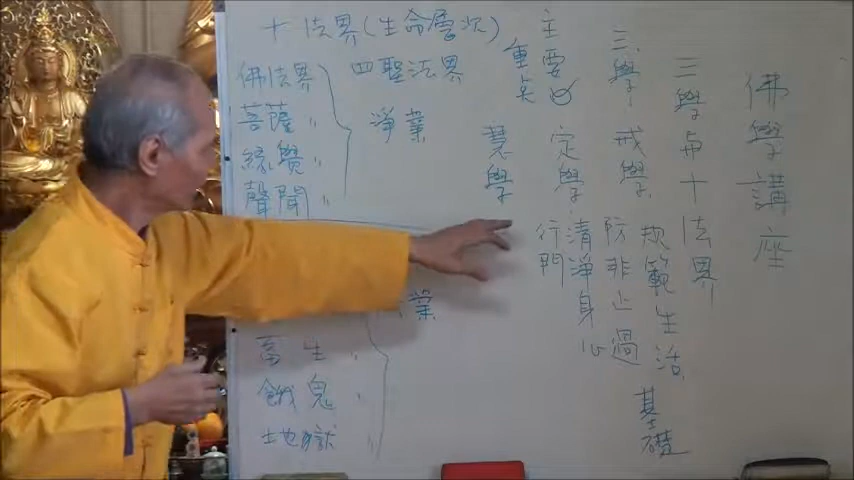 佛學講座
三學與十法界
三學
戒學
規範生活基礎
防非止過
主要
重点
定學
清淨身心
行門
慧學
十法界(生命層次)
佛法界 四聖法界
菩薩〃 淨業
緣覺〃
聲聞〃
業
畜生〃
餓鬼〃
地獄〃